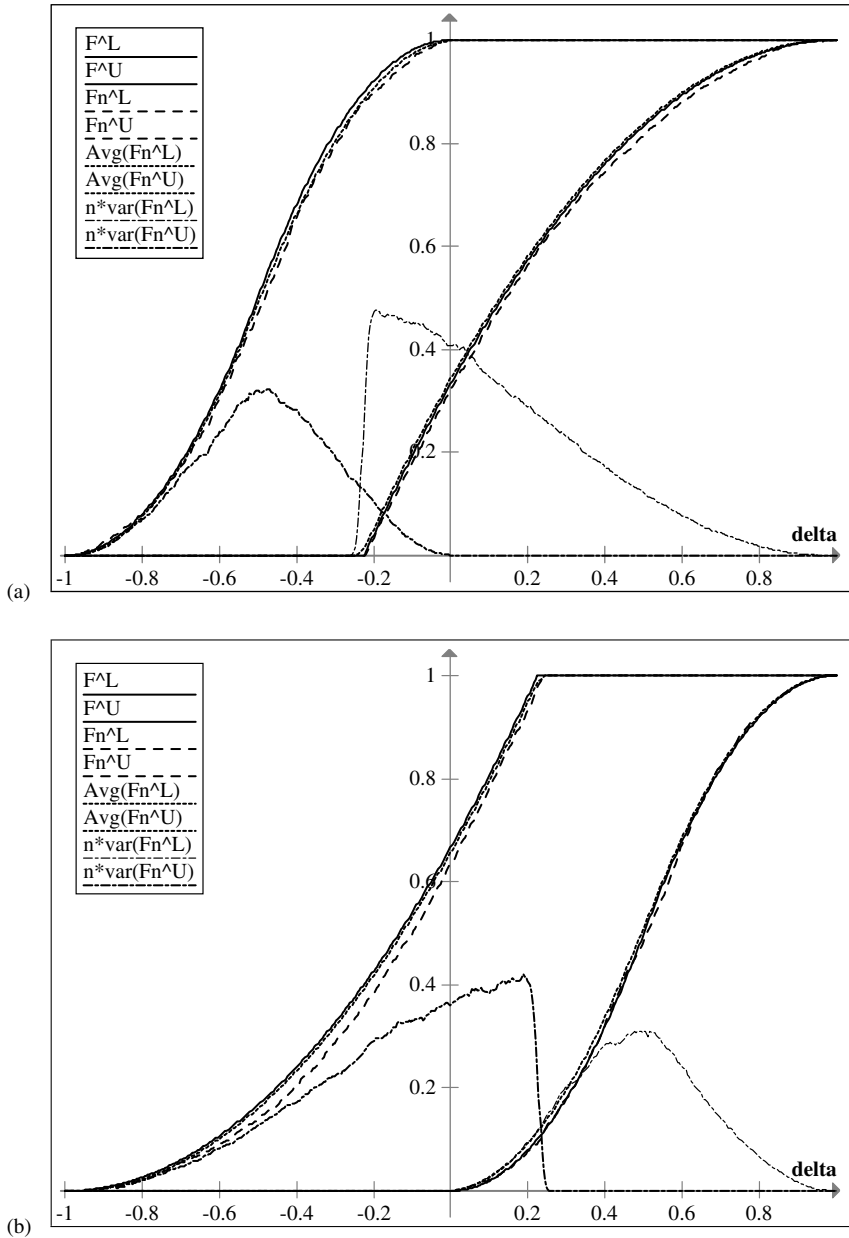 1
F^L
F^U
Fn^L
Fn^U
Avg(Fn^L)
Avg(Fn^U)
n*var(Fn^L)
n*var(Fn^U)
0.8
0.6
0.4
0.2
delta
-1 -0.8 -0.6 -0.4 -0.2 0.2 0.4 0.6 0.8
(a)
F^L
F^U
Fn^L
Fn^U
Avg(Fn^L)
Avg(Fn^U)
n*var(Fn^L)
n*var(Fn^U)
1
0.8
0.6
0.4
0.2
delta
-1 -0.8 -0.6 -0.4 -0.2 0.2 0.4 0.6 0.8
(b)